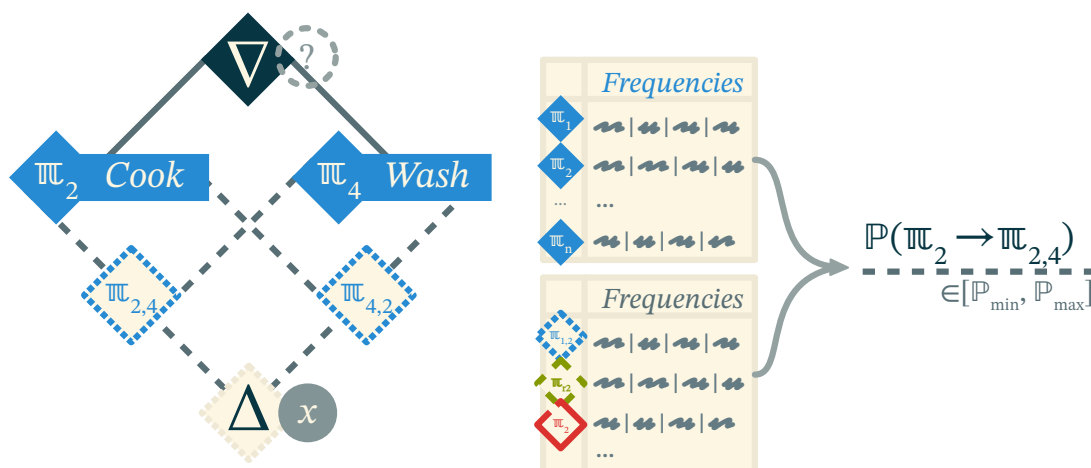 ∇ ?
ℼ₂ Cook
ℼ₄ Wash
ℼ₂,₄
ℼ₄,₂
Δ x
Frequencies
ℼ₁
ℼ₂
... ...
ℼₙ
Frequencies
ℼ₁,₂
ℼᵣ₂
ℼ₂
...
ℙ(ℼ₂→ℼ₂,₄)
∈[ℙmin, ℙmax]